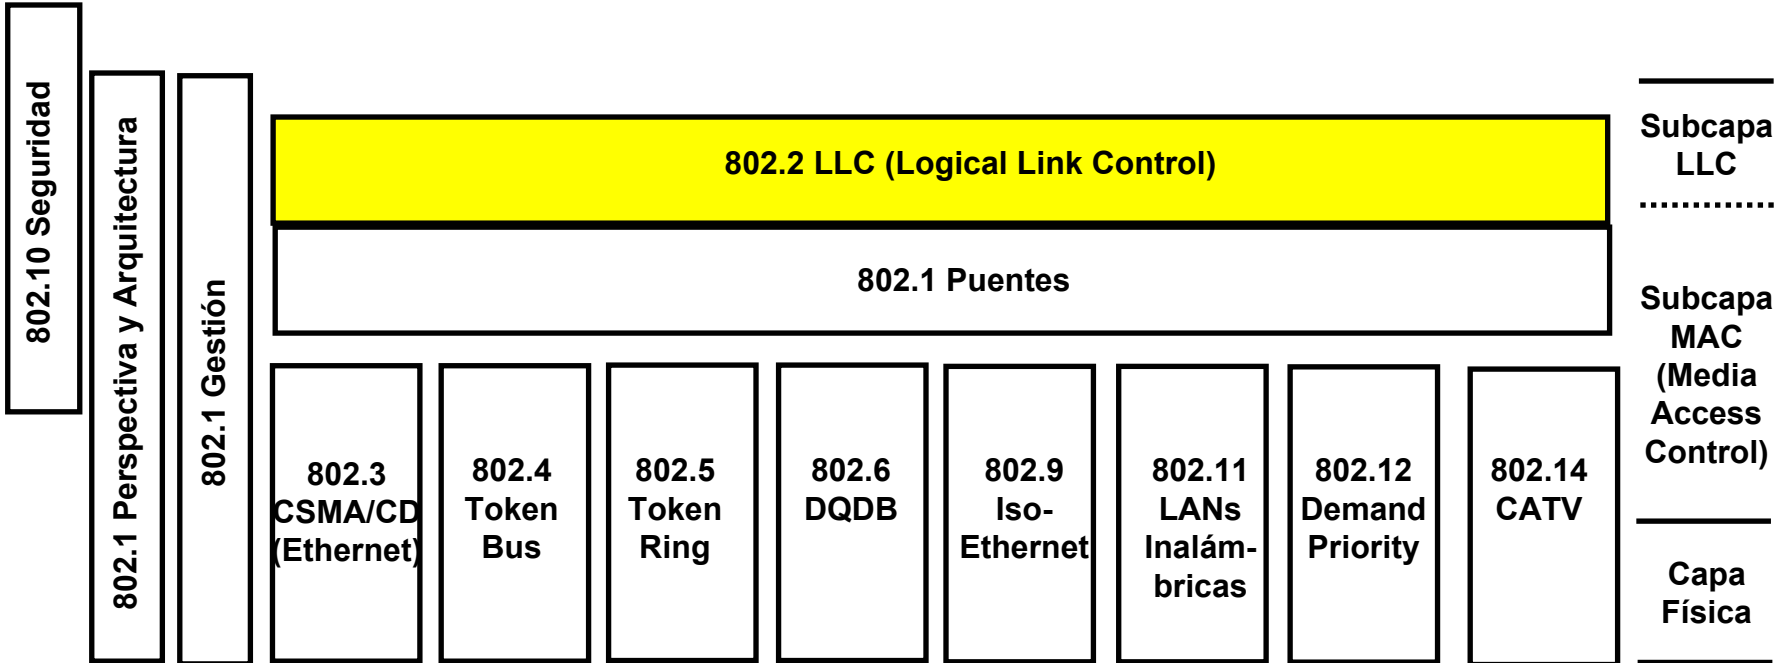 802.10 Seguridad
802.1 Perspectiva y Arquitectura
802.1 Gestión
802.2 LLC (Logical Link Control)
802.1 Puentes
802.3
CSMA/CD
(Ethernet)
802.4
Token
Bus
802.5
Token
Ring
802.6
DQDB
802.9
Iso-
Ethernet
802.11
LANs
Inalám-
bricas
802.12
Demand
Priority
802.14
CATV
Subcapa
LLC
Subcapa
MAC
(Media
Access
Control)
Capa
Física